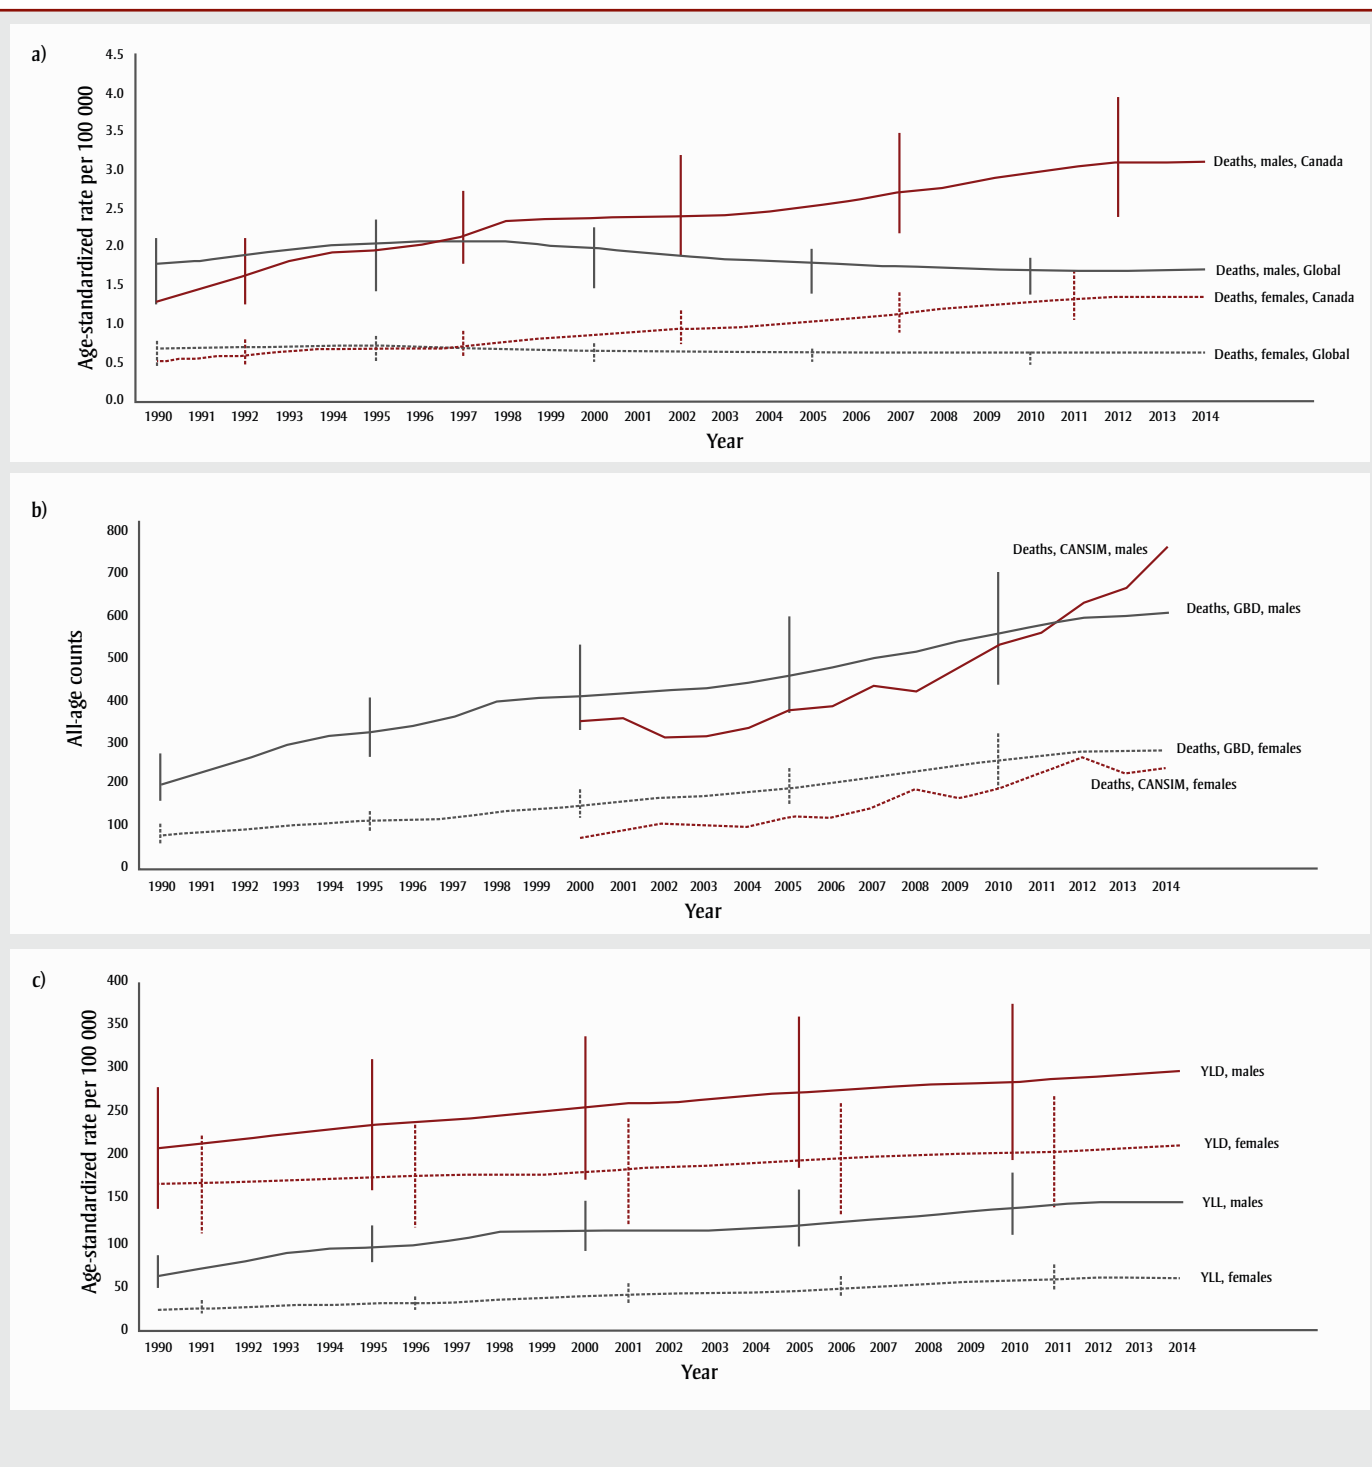 a)
Age-standardized rate per 100 000
4.5
4.0
3.5
3.0
2.5
2.0
1.5
1.0
0.5
0.0
Deaths, males, Canada
Deaths, males, Global
Deaths, females, Canada
Deaths, females, Global
1990 1991 1992 1993 1994 1995 1996 1997 1998 1999 2000 2001 2002 2003 2004 2005 2006 2007 2008 2009 2010 2011 2012 2013 2014
Year
b)
All-age counts
800
700
600
500
400
300
200
100
0
Deaths, CANSIM, males
Deaths, GBD, males
Deaths, GBD, females
Deaths, CANSIM, females
1990 1991 1992 1993 1994 1995 1996 1997 1998 1999 2000 2001 2002 2003 2004 2005 2006 2007 2008 2009 2010 2011 2012 2013 2014
Year
c)
Age-standardized rate per 100 000
400
350
300
250
200
150
100
50
0
YLD, males
YLD, females
YLL, males
YLL, females
1990 1991 1992 1993 1994 1995 1996 1997 1998 1999 2000 2001 2002 2003 2004 2005 2006 2007 2008 2009 2010 2011 2012 2013 2014
Year